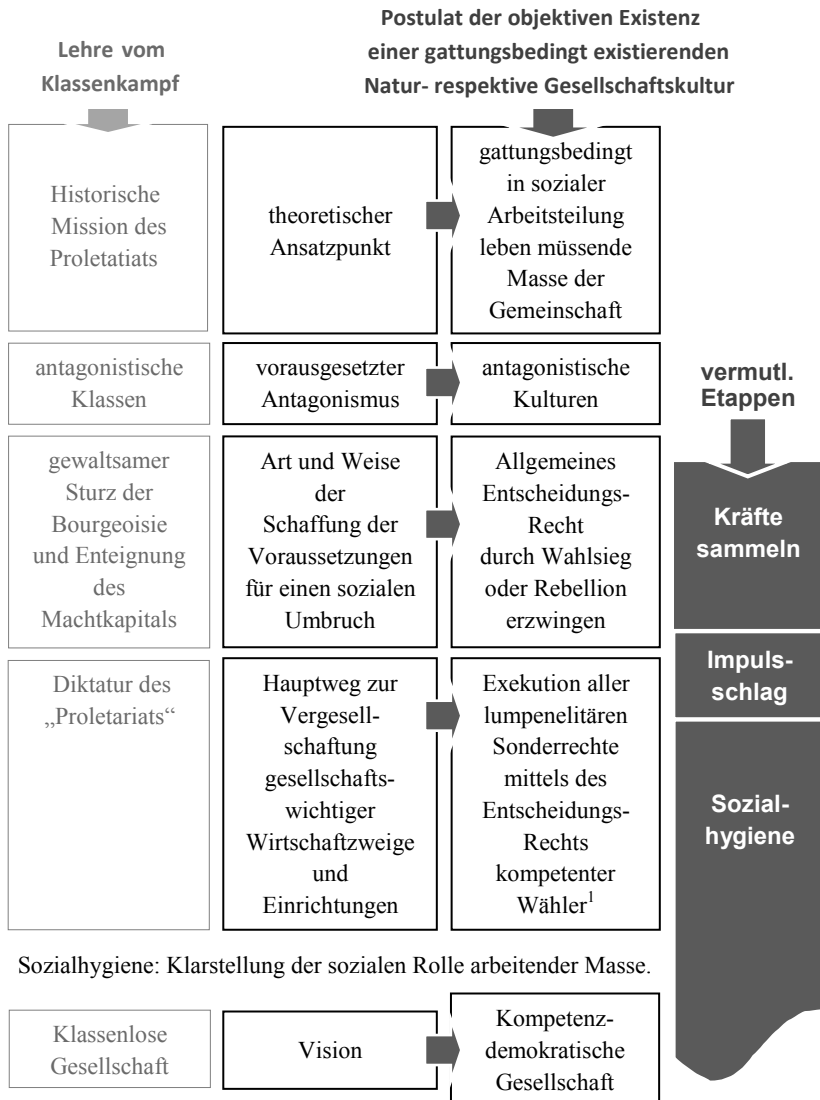 Lehre vom
Klassenkampf
Postulat der objektiven Existenz
einer gattungsbedingt existierenden
Natur- respektive Gesellschaftskultur
Historische
Mission des
Proletatiats
theoretischer
Ansatzpunkt
gattungsbedingt
in sozialer
Arbeitsteilung
leben müssende
Masse der
Gemeinschaft
antagonistische
Klassen
vorausgesetzter
Antagonismus
antagonistische
Kulturen
vermutl.
Etappen
gewaltsamer
Sturz der
Bourgeoisie
und Enteignung
des
Machtkapitals
Art und Weise
der
Schaffung der
Voraussetzungen
für einen sozialen
Umbruch
Allgemeines
Entscheidungs-
Recht
durch Wahlsieg
oder Rebellion
erzwingen
Kräfte
sammeln
Impuls-
schlag
Diktatur des
„Proletariats“
Hauptweg zur
Vergesell-
schaftung
gesellschafts-
wichtiger
Wirtschaftzweige
und
Einrichtungen
Exekution aller
lumpenelitären
Sonderrechte
mittels des
Entscheidungs-
Rechts
kompetenter
Wähler¹
Sozial-
hygiene
Sozialhygiene: Klarstellung der sozialen Rolle arbeitender Masse.
Klassenlose
Gesellschaft
Vision
Kompetenz-
demokratische
Gesellschaft